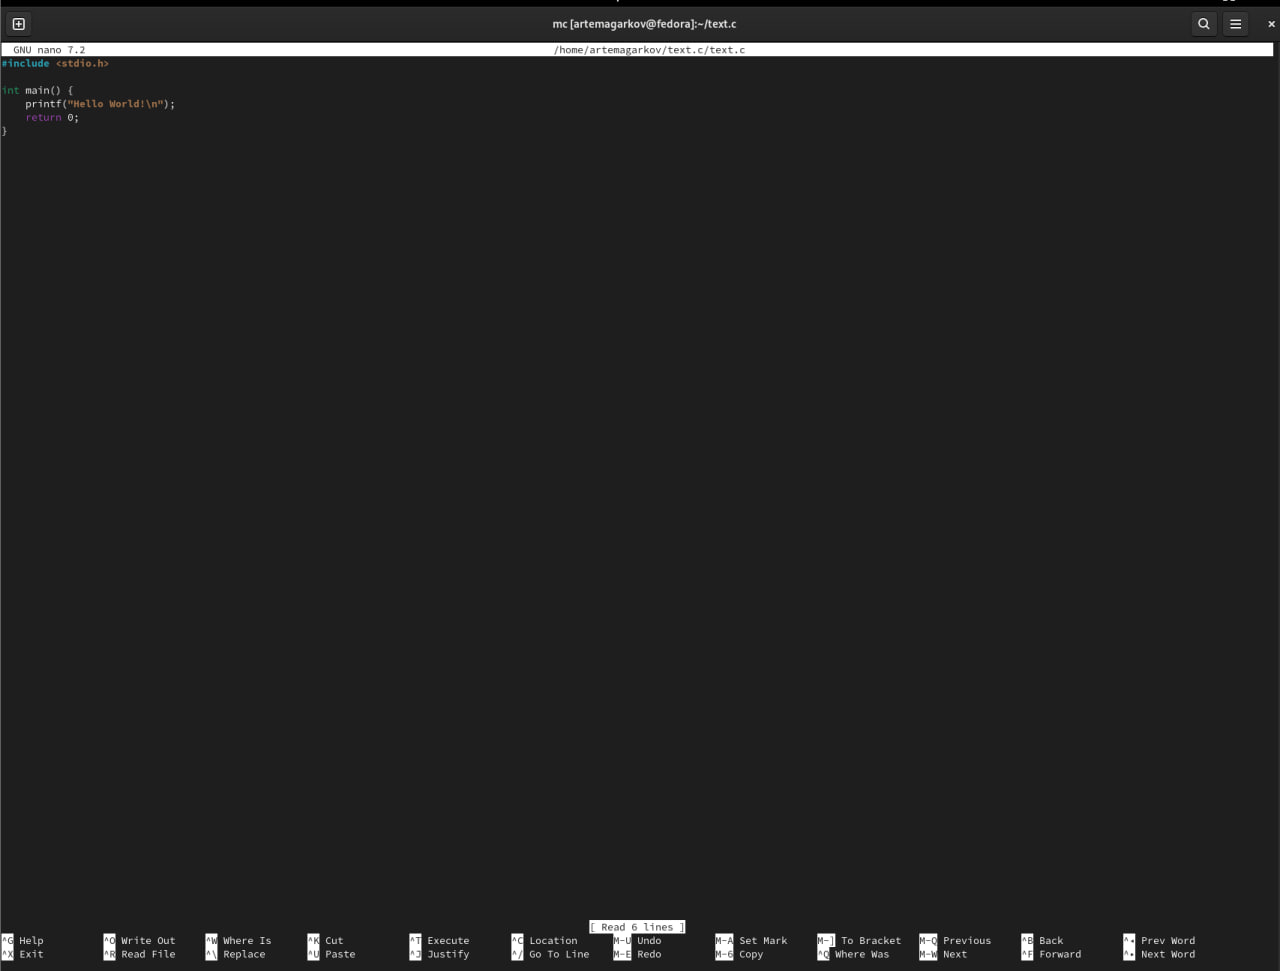 mc [artemagarkov@fedora]:~/text.c
GNU nano 7.2 /home/artemagarkov/text.c/text.c
#include <stdio.h>
int main() {
    printf("Hello World!\n");
    return 0;
}
[ Read 6 lines ]
^G Help ^O Write Out ^W Where Is ^K Cut ^T Execute ^C Location M-U Undo M-A Set Mark M-] To Bracket M-Q Previous ^B Back ^◂ Prev Word
^X Exit ^R Read File ^\ Replace ^U Paste ^J Justify ^/ Go To Line M-E Redo M-6 Copy ^Q Where Was M-W Next ^F Forward ^▸ Next Word